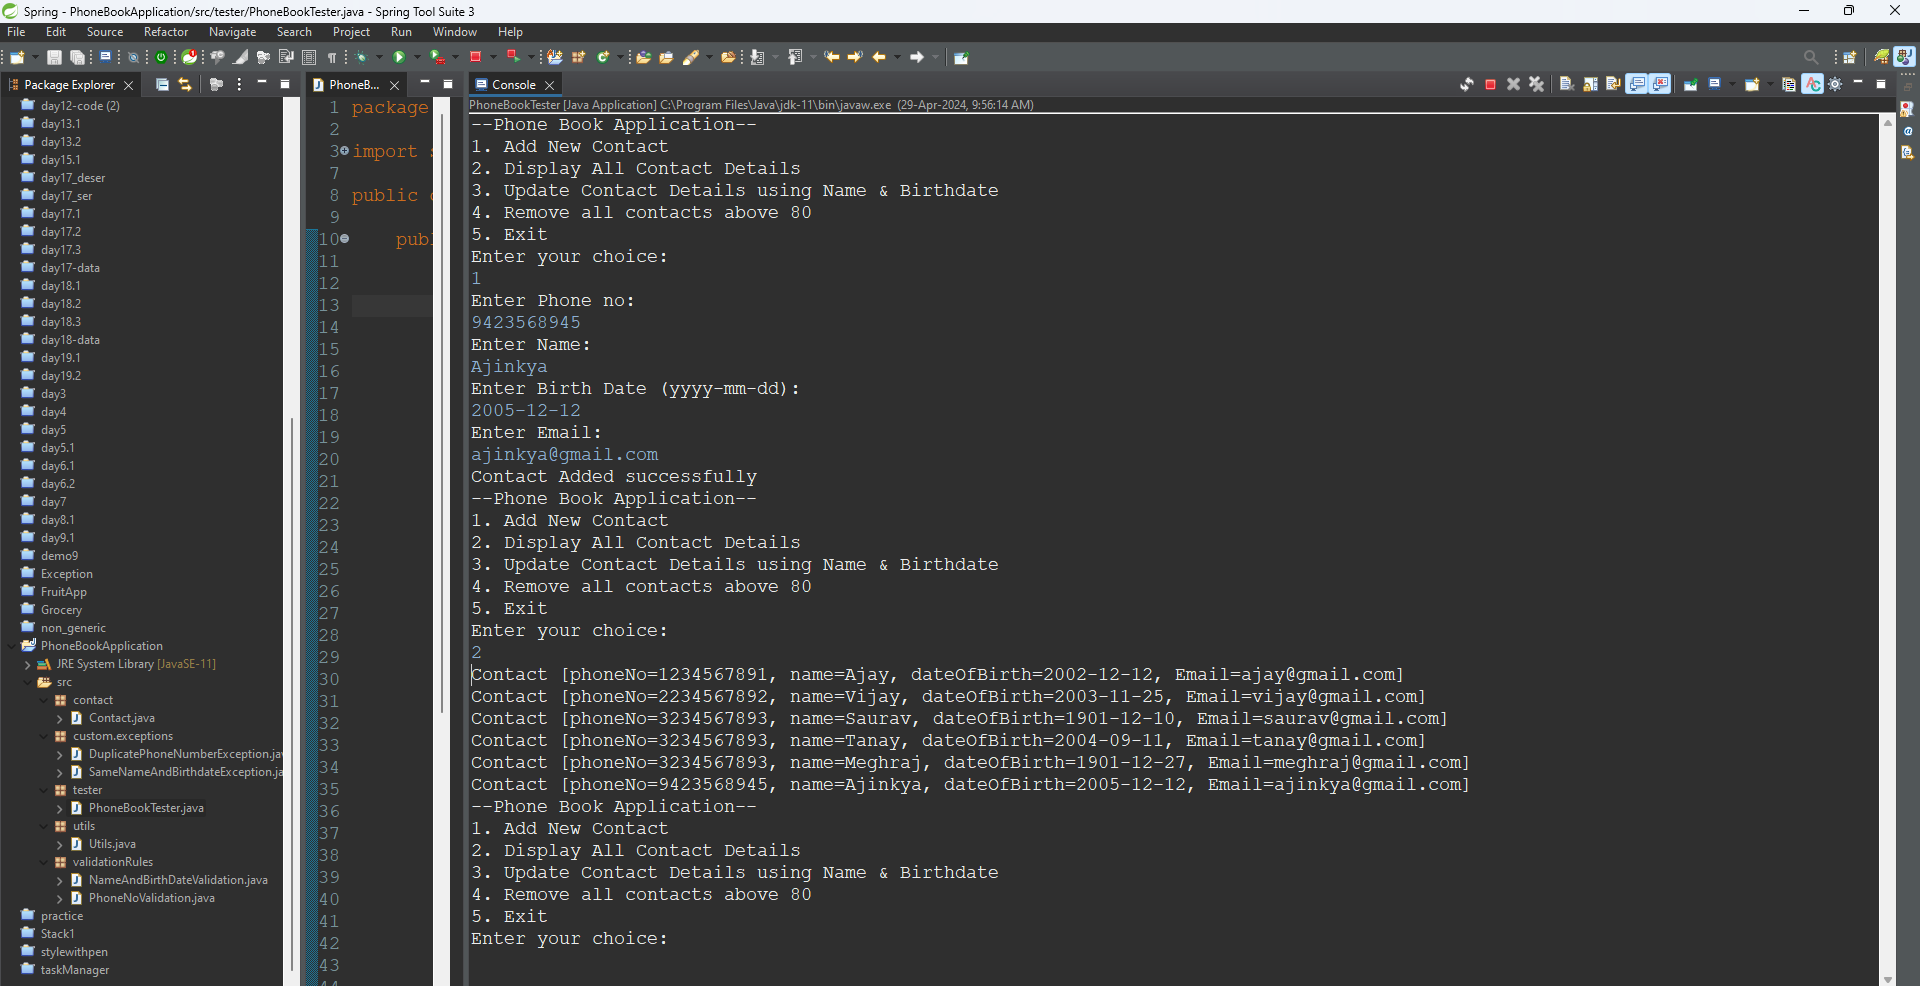 Spring - PhoneBookApplication/src/tester/PhoneBookTester.java - Spring Tool Suite 3
File Edit Source Refactor Navigate Search Project Run Window Help
Package Explorer
day12-code (2)
day13.1
day13.2
day15.1
day17_deser
day17_ser
day17.1
day17.2
day17.3
day17-data
day18.1
day18.2
day18.3
day18-data
day19.1
day19.2
day3
day4
day5
day5.1
day6.1
day6.2
day7
day8.1
day9.1
demo9
Exception
FruitApp
Grocery
non_generic
PhoneBookApplication
JRE System Library [JavaSE-11]
src
contact
Contact.java
custom.exceptions
DuplicatePhoneNumberException.jav
SameNameAndBirthdateException.ja
tester
PhoneBookTester.java
utils
Utils.java
validationRules
NameAndBirthDateValidation.java
PhoneNoValidation.java
practice
Stack1
stylewithpen
taskManager
PhoneB...
1 package
2
3 import
7
8 public
9
10 publ
11
12
13
14
15
16
17
18
19
20
21
22
23
24
25
26
27
28
29
30
31
32
33
34
35
36
37
38
39
40
41
42
43
Console
PhoneBookTester [Java Application] C:\Program Files\Java\jdk-11\bin\javaw.exe (29-Apr-2024, 9:56:14 AM)
--Phone Book Application--
1. Add New Contact
2. Display All Contact Details
3. Update Contact Details using Name & Birthdate
4. Remove all contacts above 80
5. Exit
Enter your choice:
1
Enter Phone no:
9423568945
Enter Name:
Ajinkya
Enter Birth Date (yyyy-mm-dd):
2005-12-12
Enter Email:
ajinkya@gmail.com
Contact Added successfully
--Phone Book Application--
1. Add New Contact
2. Display All Contact Details
3. Update Contact Details using Name & Birthdate
4. Remove all contacts above 80
5. Exit
Enter your choice:
2
Contact [phoneNo=1234567891, name=Ajay, dateOfBirth=2002-12-12, Email=ajay@gmail.com]
Contact [phoneNo=2234567892, name=Vijay, dateOfBirth=2003-11-25, Email=vijay@gmail.com]
Contact [phoneNo=3234567893, name=Saurav, dateOfBirth=1901-12-10, Email=saurav@gmail.com]
Contact [phoneNo=3234567893, name=Tanay, dateOfBirth=2004-09-11, Email=tanay@gmail.com]
Contact [phoneNo=3234567893, name=Meghraj, dateOfBirth=1901-12-27, Email=meghraj@gmail.com]
Contact [phoneNo=9423568945, name=Ajinkya, dateOfBirth=2005-12-12, Email=ajinkya@gmail.com]
--Phone Book Application--
1. Add New Contact
2. Display All Contact Details
3. Update Contact Details using Name & Birthdate
4. Remove all contacts above 80
5. Exit
Enter your choice: